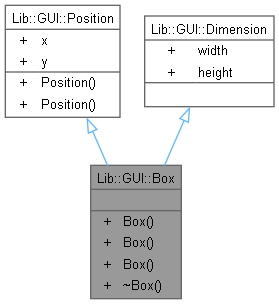 Lib::GUI::Position
+ x
+ y
+ Position()
+ Position()
Lib::GUI::Dimension
+ width
+ height
Lib::GUI::Box
+ Box()
+ Box()
+ Box()
+ ~Box()